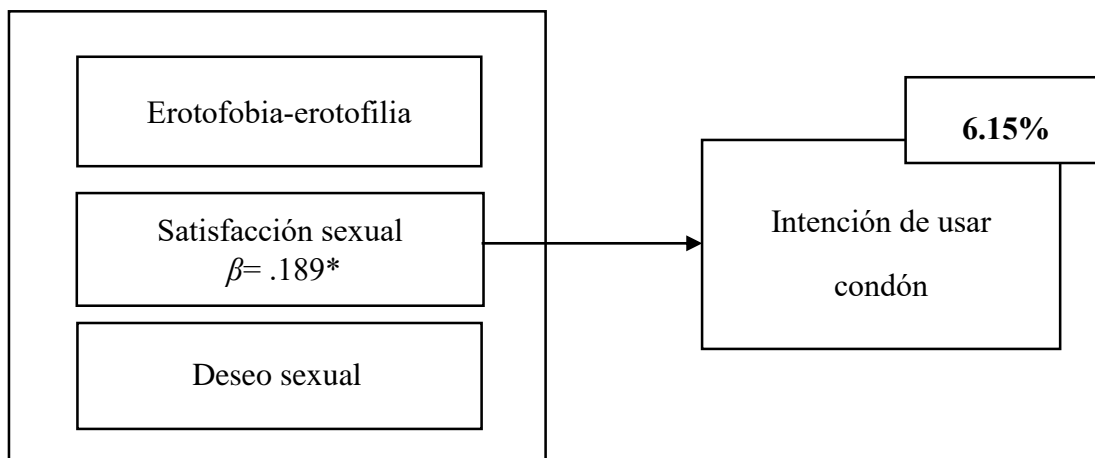 Erotofobia-erotofilia
Satisfacción sexual
β= .189*
Deseo sexual
6.15%
Intención de usar
condón